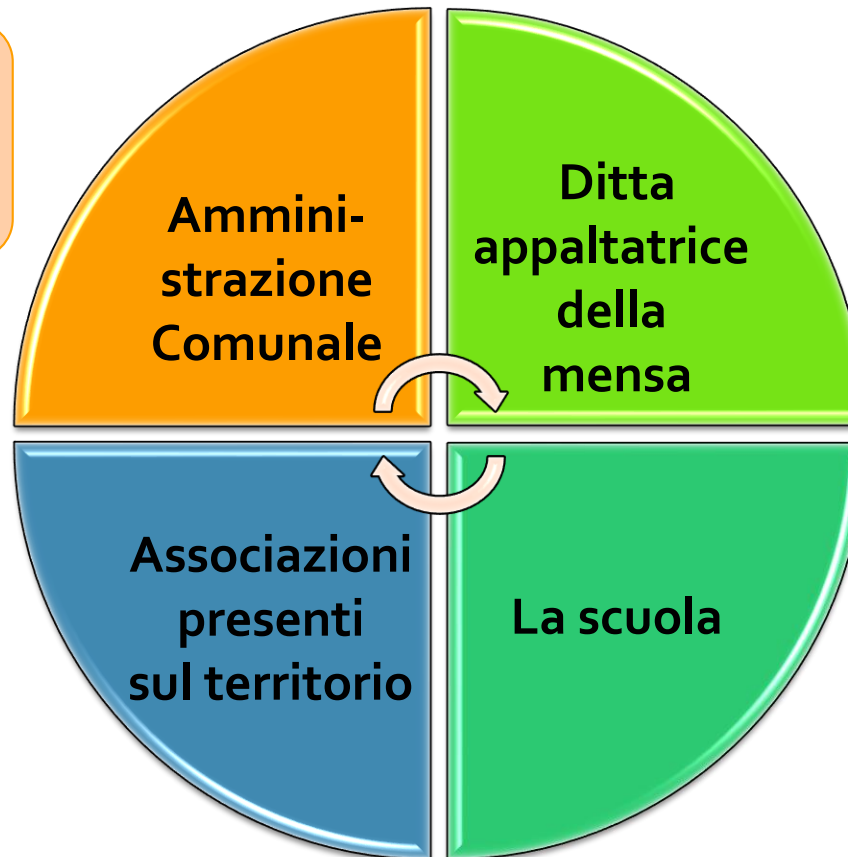 Ammini-
strazione
Comunale
Ditta
appaltatrice
della
mensa
Associazioni
presenti
sul territorio
La scuola